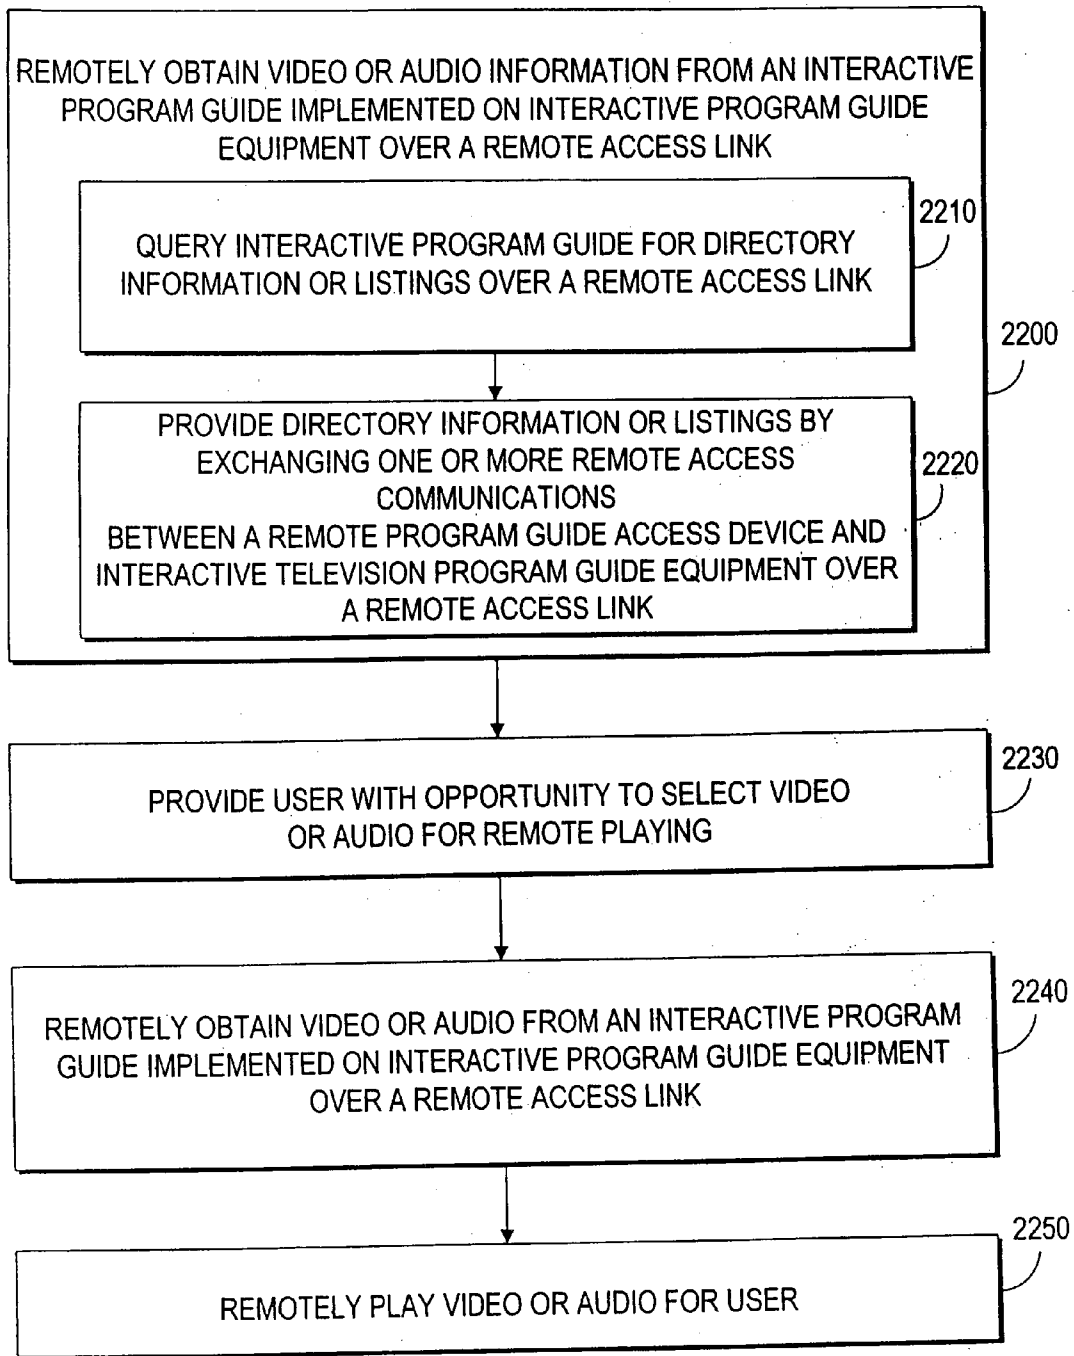 REMOTELY OBTAIN VIDEO OR AUDIO INFORMATION FROM AN INTERACTIVE
PROGRAM GUIDE IMPLEMENTED ON INTERACTIVE PROGRAM GUIDE
EQUIPMENT OVER A REMOTE ACCESS LINK
2210
QUERY INTERACTIVE PROGRAM GUIDE FOR DIRECTORY
INFORMATION OR LISTINGS OVER A REMOTE ACCESS LINK
2200
PROVIDE DIRECTORY INFORMATION OR LISTINGS BY
EXCHANGING ONE OR MORE REMOTE ACCESS
COMMUNICATIONS
BETWEEN A REMOTE PROGRAM GUIDE ACCESS DEVICE AND
INTERACTIVE TELEVISION PROGRAM GUIDE EQUIPMENT OVER
A REMOTE ACCESS LINK
2220
2230
PROVIDE USER WITH OPPORTUNITY TO SELECT VIDEO
OR AUDIO FOR REMOTE PLAYING
2240
REMOTELY OBTAIN VIDEO OR AUDIO FROM AN INTERACTIVE PROGRAM
GUIDE IMPLEMENTED ON INTERACTIVE PROGRAM GUIDE EQUIPMENT
OVER A REMOTE ACCESS LINK
2250
REMOTELY PLAY VIDEO OR AUDIO FOR USER